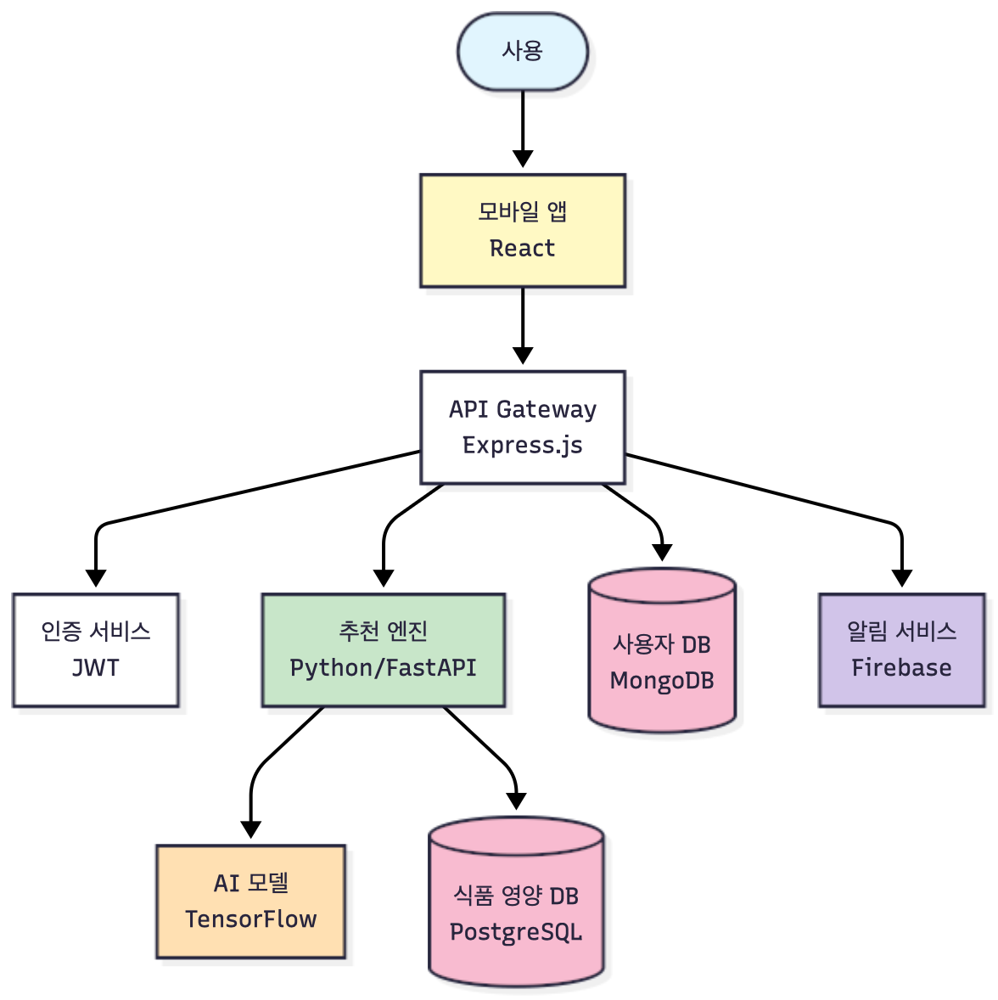 사용
모바일 앱
React
API Gateway
Express.js
인증 서비스
JWT
추천 엔진
Python/FastAPI
사용자 DB
MongoDB
알림 서비스
Firebase
AI 모델
TensorFlow
식품 영양 DB
PostgreSQL